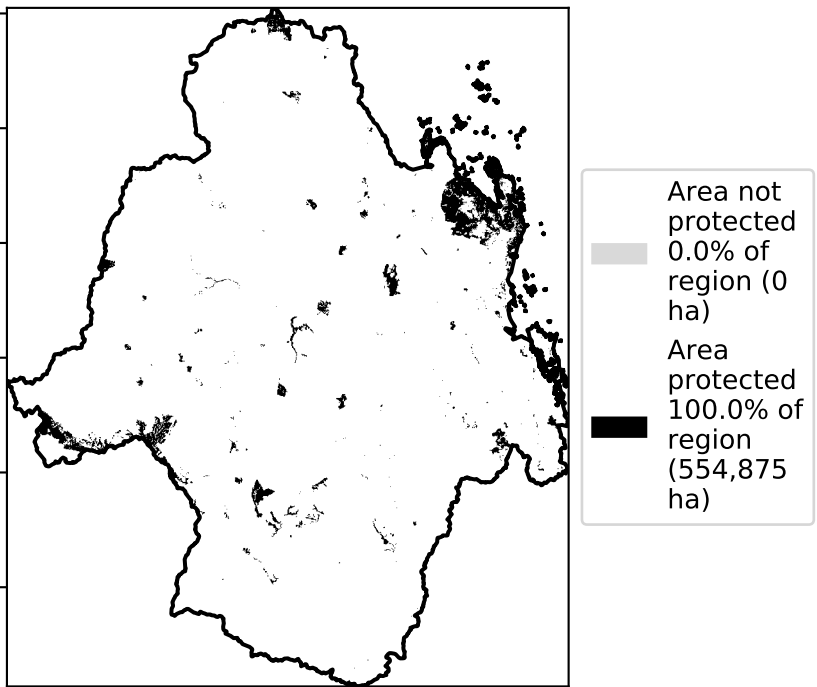 Area not
protected
0.0% of
region (0
ha)
Area
protected
100.0% of
region
(554,875
ha)